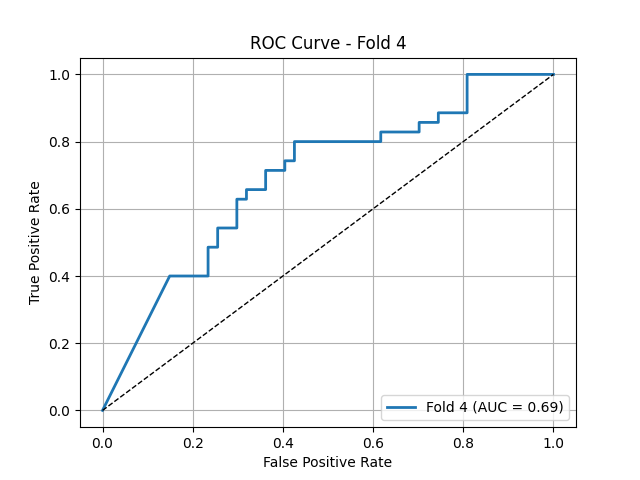 ROC Curve - Fold 4
True Positive Rate
1.0
0.8
0.6
0.4
0.2
0.0
Fold 4 (AUC = 0.69)
0.0 0.2 0.4 0.6 0.8 1.0
False Positive Rate